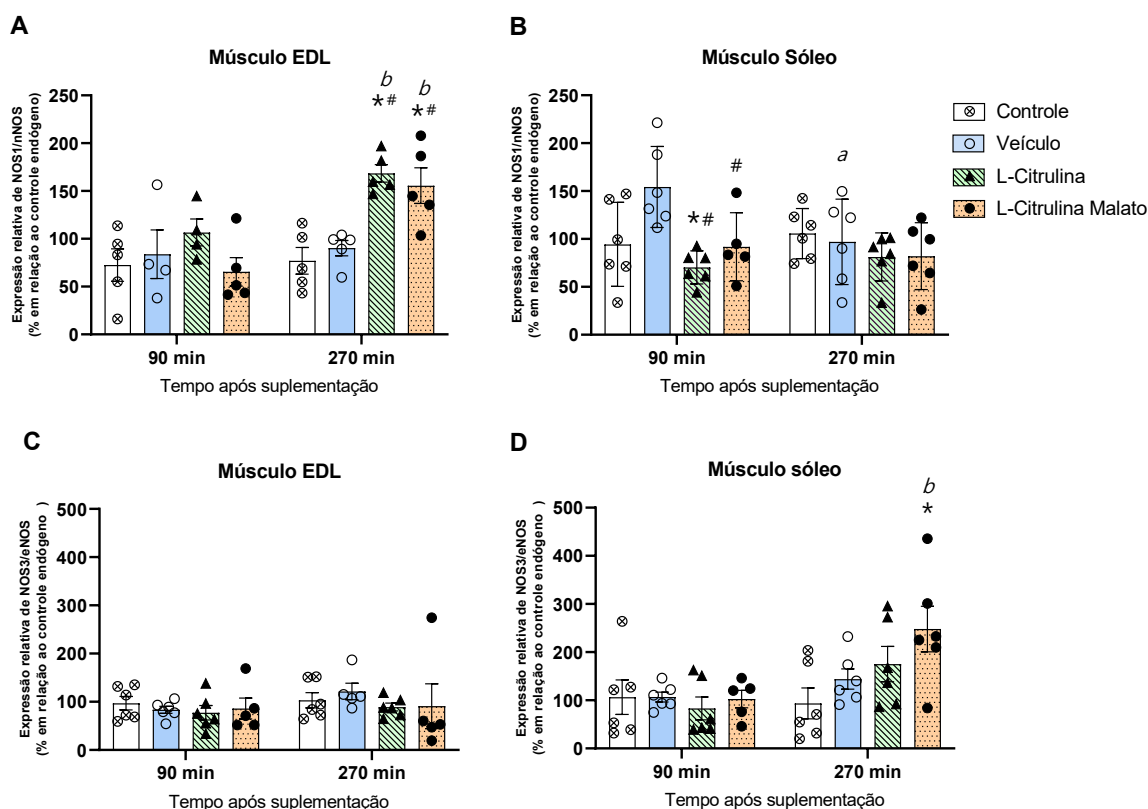 A
Músculo EDL
Expressão relativa de NOS1/nNOS
(% em relação ao controle endógeno)
250
200
150
100
50
0
b
*#
b
*#
90 min
270 min
Tempo após suplementação
B
Músculo Sóleo
Expressão relativa de NOS1/nNOS
(% em relação ao controle endógeno)
250
200
150
100
50
0
*#
#
a
90 min
270 min
Tempo após suplementação
Controle
Veículo
L-Citrulina
L-Citrulina Malato
C
Músculo EDL
Expressão relativa de NOS3/eNOS
(% em relação ao controle endógeno )
500
400
300
200
100
0
90 min
270 min
Tempo após suplementação
D
Músculo sóleo
Expressão relativa de NOS3/eNOS
(% em relação ao controle endógeno )
500
400
300
200
100
0
b
*
90 min
270 min
Tempo após suplementação